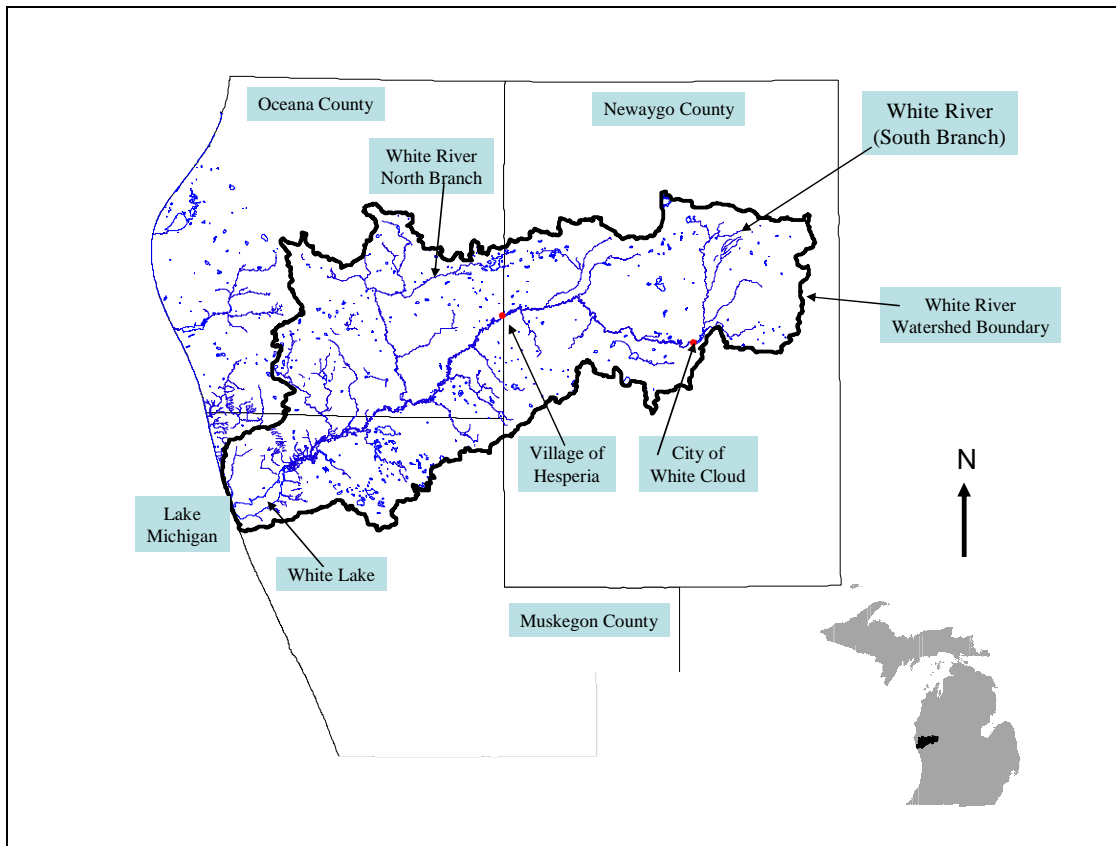 Oceana County
Newaygo County
White River
(South Branch)
White River
North Branch
White River
Watershed Boundary
Village of
Hesperia
City of
White Cloud
N
Lake
Michigan
White Lake
Muskegon County